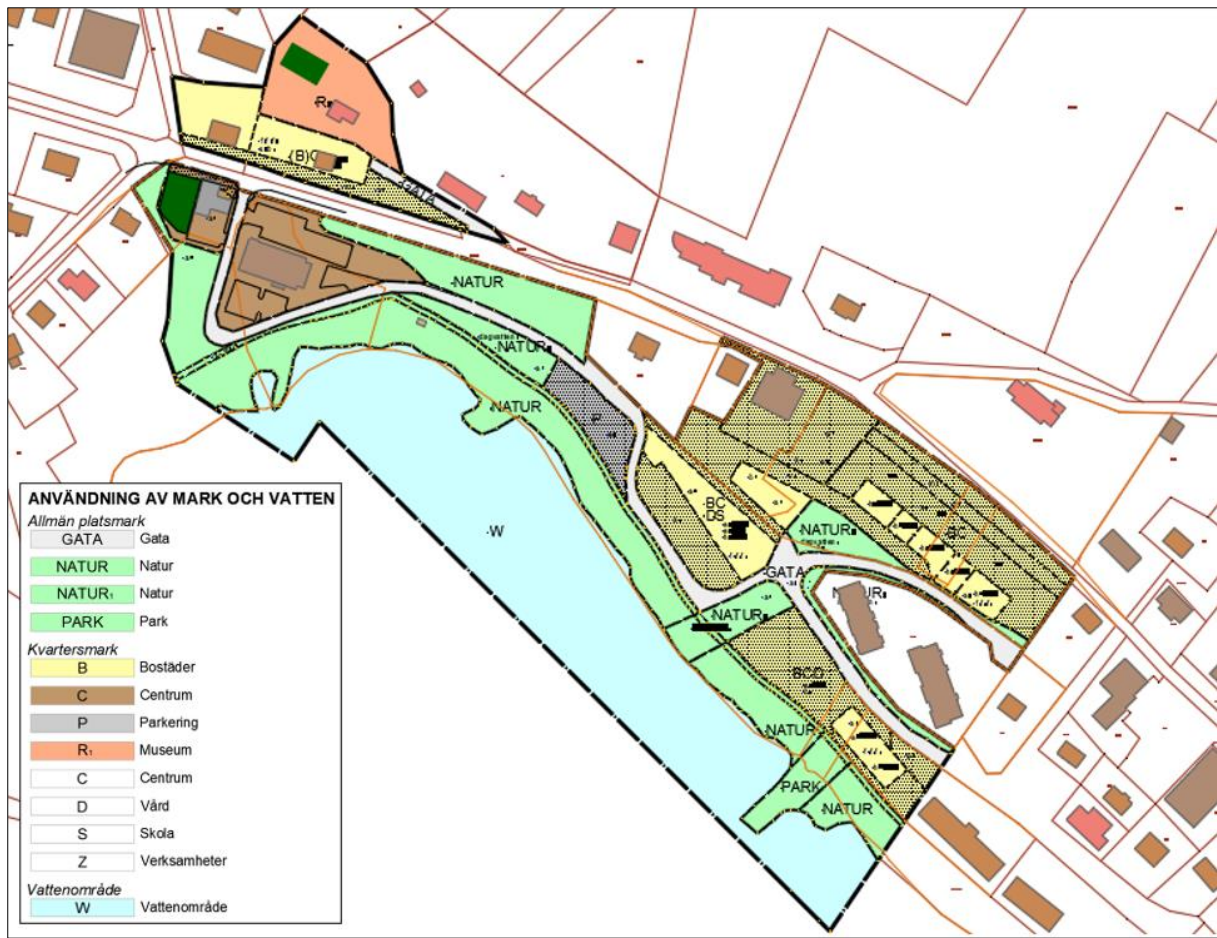 ANVÄNDNING AV MARK OCH VATTEN
Allmän platsmark
GATA Gata
NATUR Natur
NATUR₁ Natur
PARK Park
Kvartersmark
B Bostäder
C Centrum
P Parkering
R₁ Museum
C Centrum
D Vård
S Skola
Z Verksamheter
Vattenområde
W Vattenområde
R
(B)C
GATA
NATUR
NATUR
NATUR
P
W
BC
DS
NATUR
BC
GATA
NATUR
NATUR
BCD
NATUR
PARK
NATUR